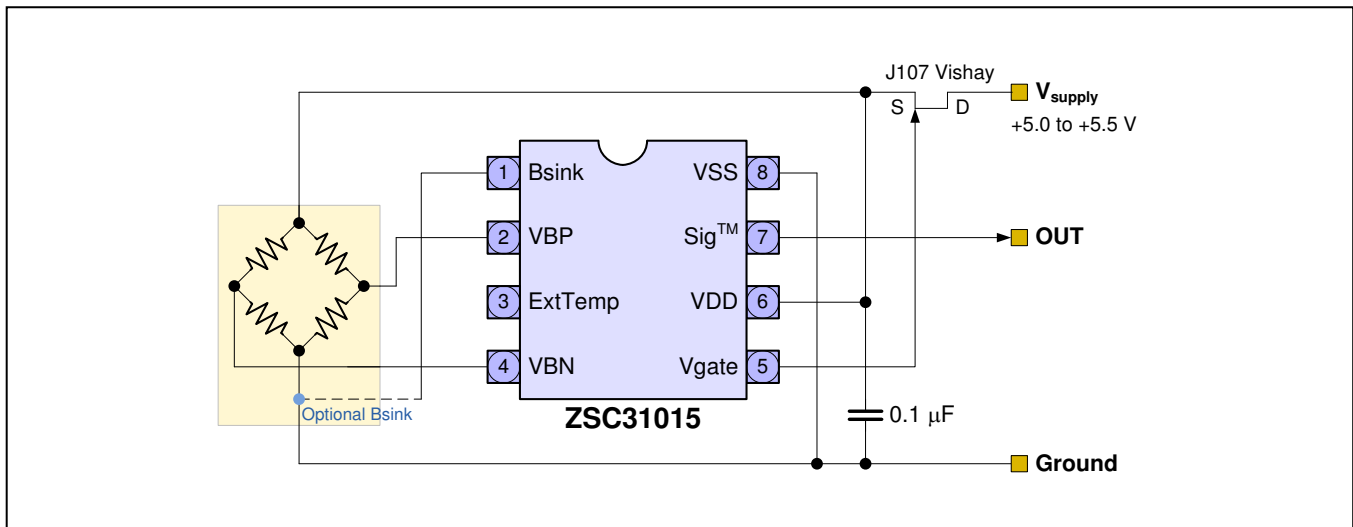 J107 Vishay
S D
V_supply
+5.0 to +5.5 V
1 Bsink
VSS 8
2 VBP
Sig™ 7
OUT
3 ExtTemp
VDD 6
4 VBN
Vgate 5
Optional Bsink
ZSC31015
0.1 μF
Ground